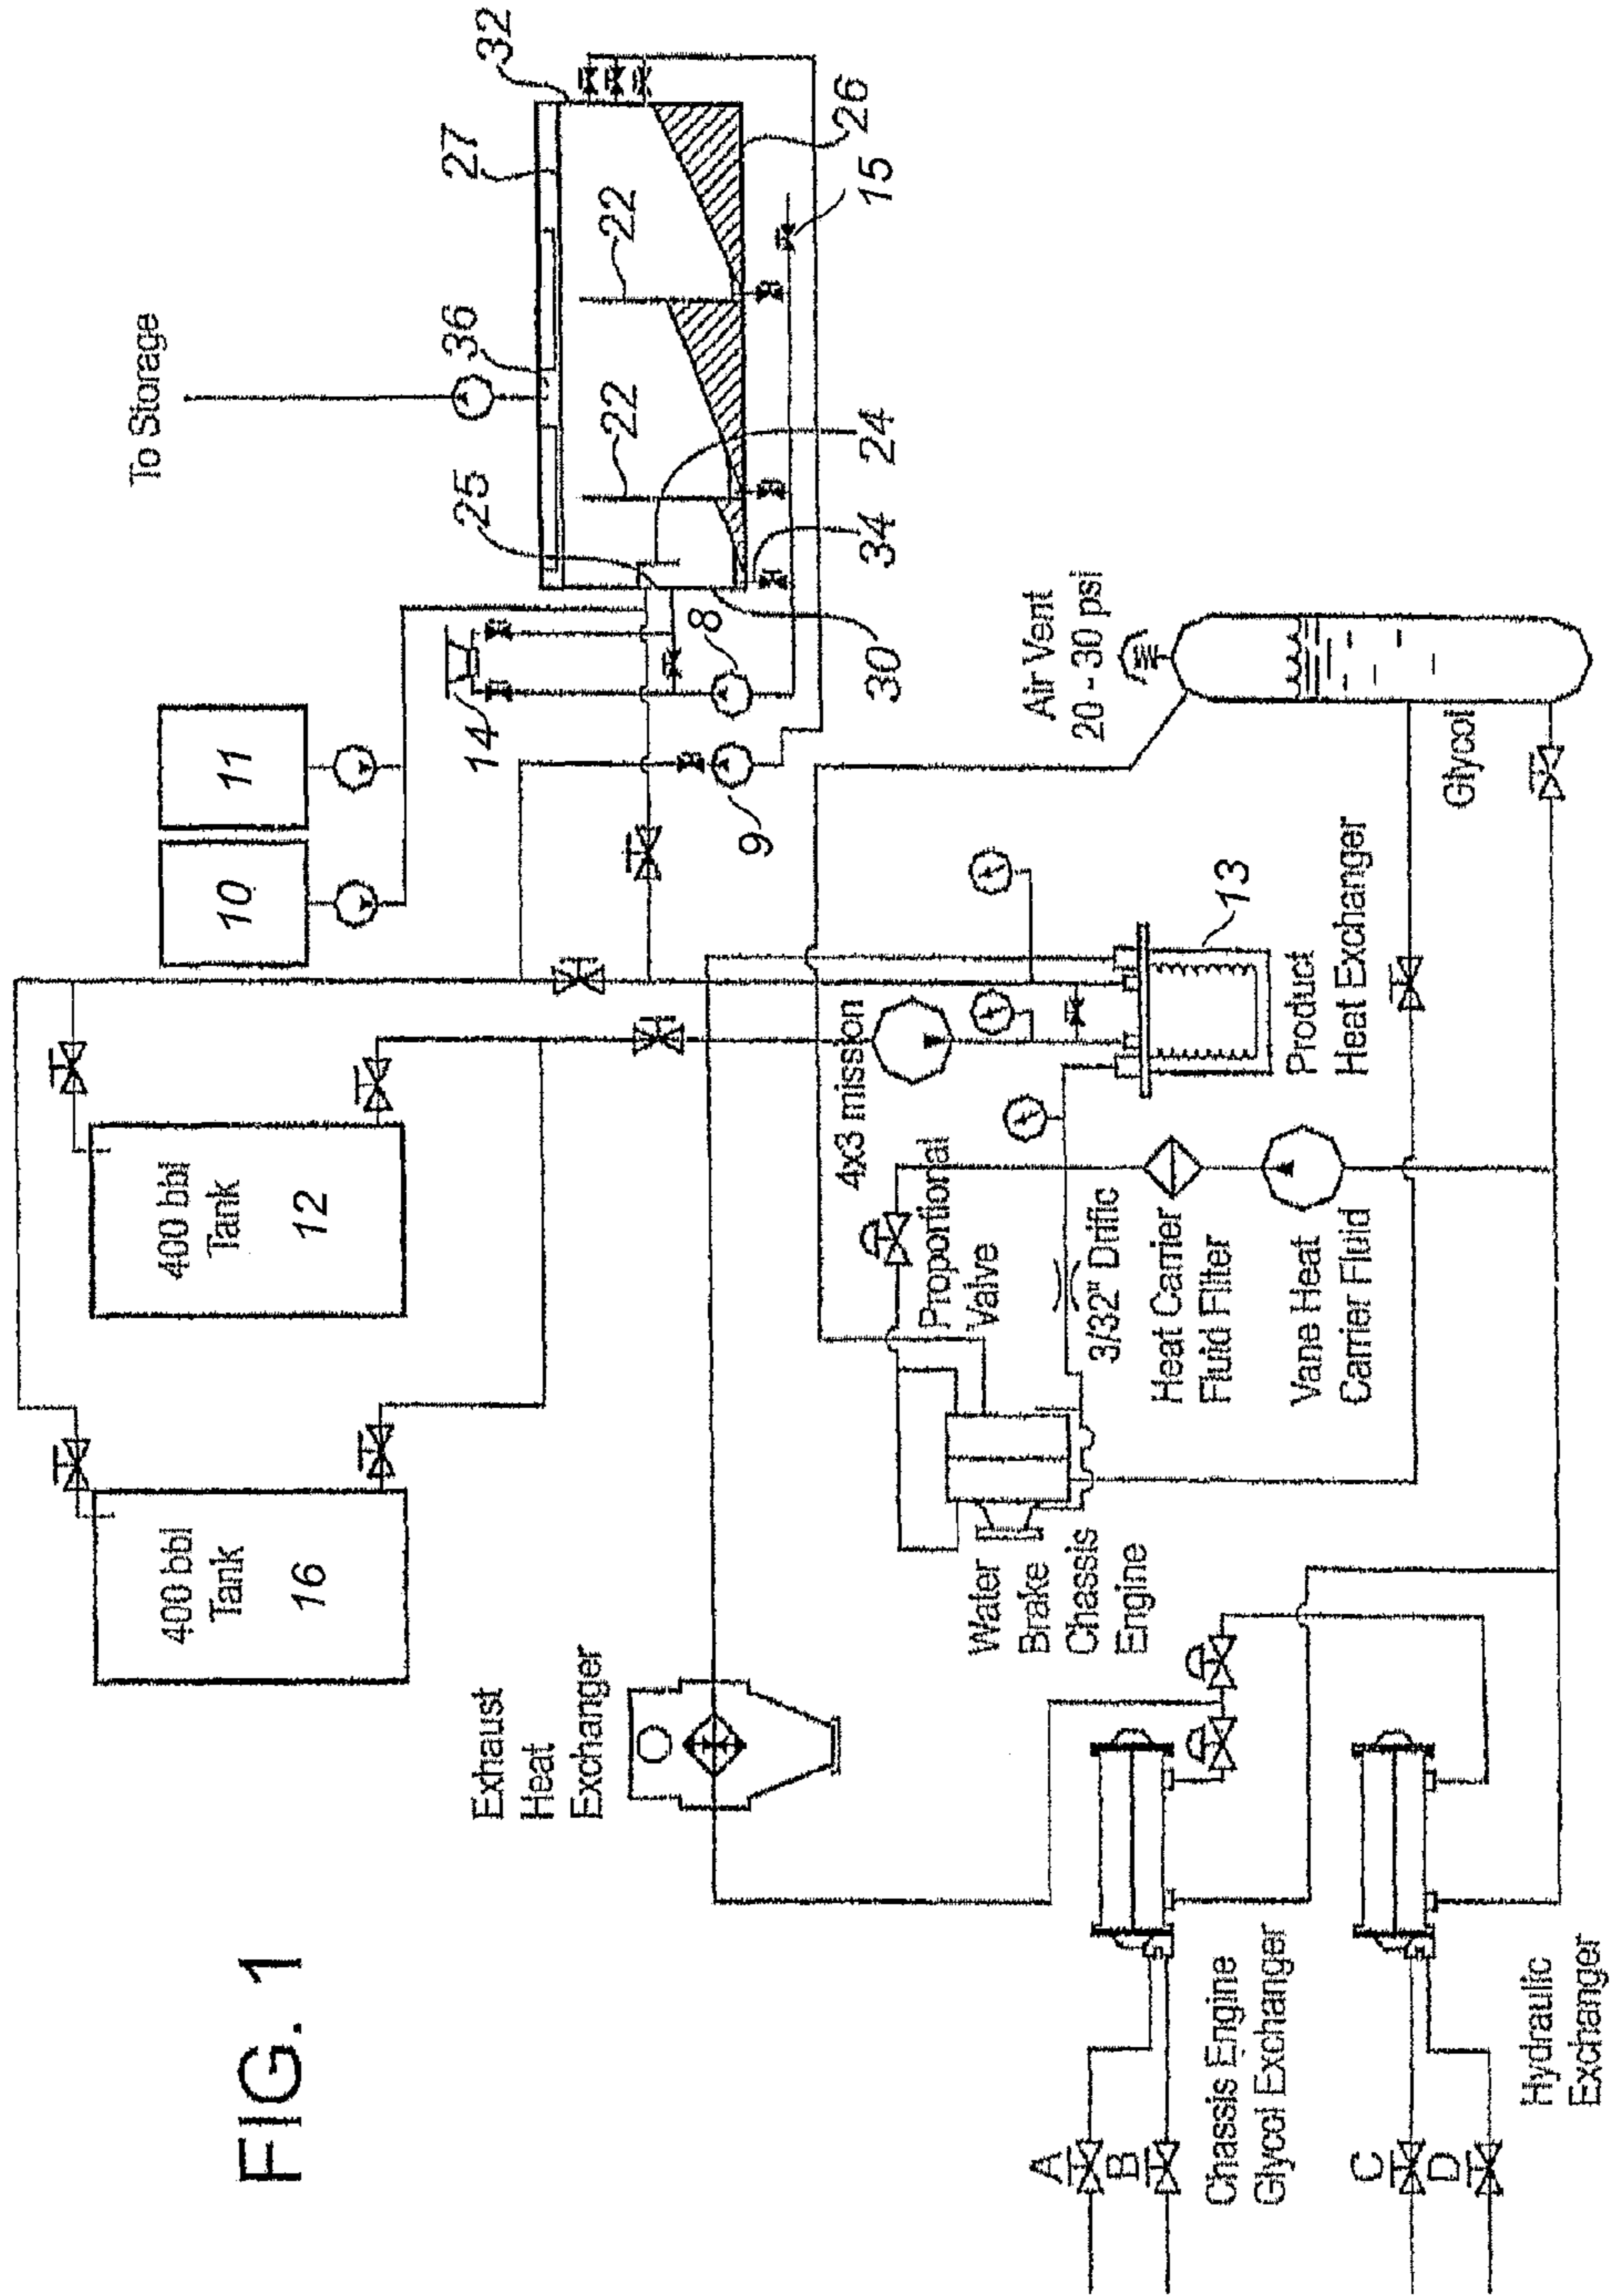 FIG. 1
400 bbl
Tank
16
400 bbl
Tank
12
10
11
To Storage
14
25
36
27
32
22
22
8
9
30
34
24
15
26
Exhaust
Heat
Exchanger
4x3 mission
Proportional
Valve
Water
Brake
Chassis
Engine
3/32" Drific
Heat Carrier
Fluid Filter
Vane Heat
Carrier Fluid
13
Product
Heat Exchanger
Air Vent
20 - 30 psi
Glycol
A
B
Chassis Engine
Glycol Exchanger
C
D
Hydraulic
Exchanger